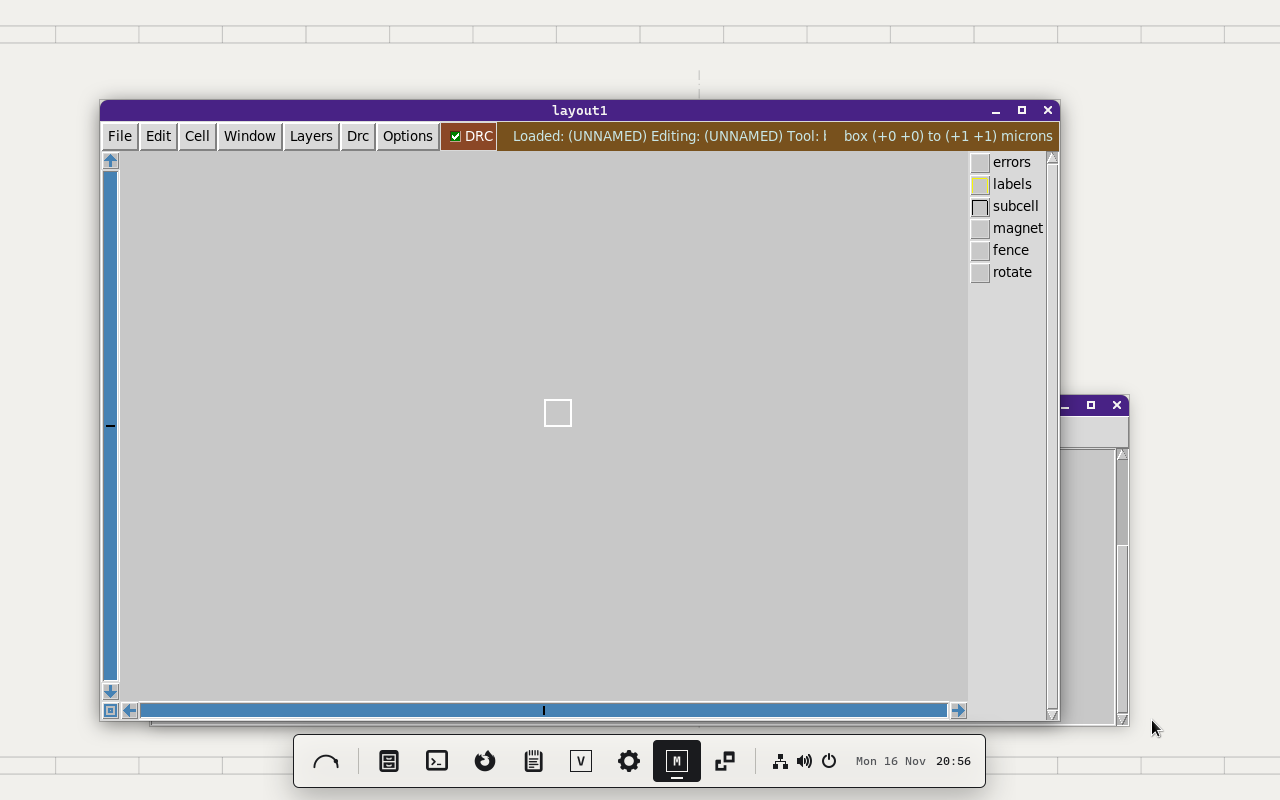 layout1
File Edit Cell Window Layers Drc Options DRC Loaded: (UNNAMED) Editing: (UNNAMED) Tool: box (+0 +0) to (+1 +1) microns
errors
labels
subcell
magnet
fence
rotate
V M Mon 16 Nov 20:56